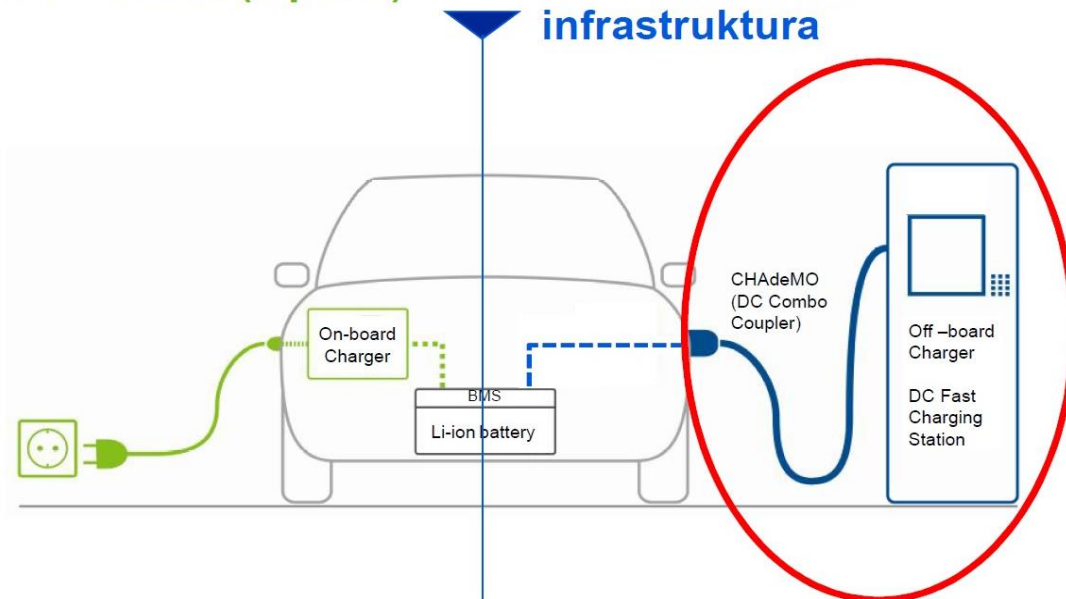 infrastruktura
CHAdeMO
(DC Combo
Coupler)
On-board
Charger
Off –board
Charger
DC Fast
Charging
Station
BMS
Li-ion battery